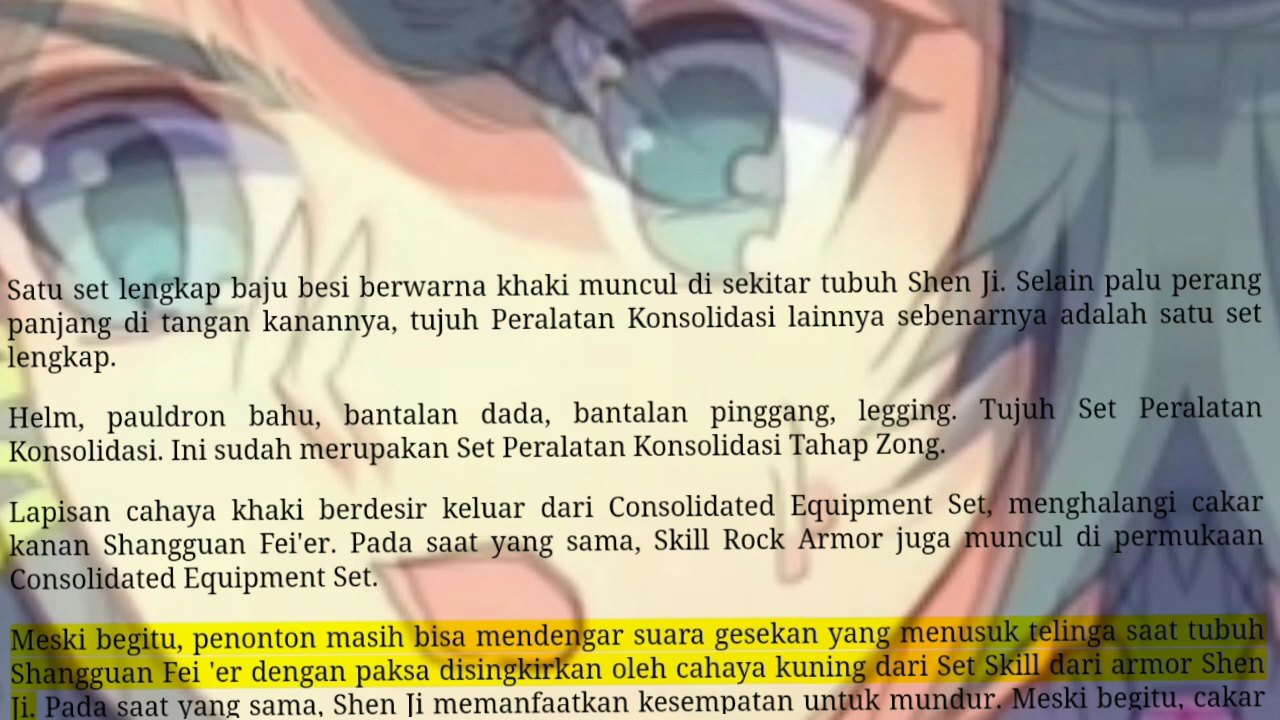 Satu set lengkap baju besi berwarna khaki muncul di sekitar tubuh Shen Ji. Selain palu perang
panjang di tangan kanannya, tujuh Peralatan Konsolidasi lainnya sebenarnya adalah satu set
lengkap.
Helm, pauldron bahu, bantalan dada, bantalan pinggang, legging. Tujuh Set Peralatan
Konsolidasi. Ini sudah merupakan Set Peralatan Konsolidasi Tahap Zong.
Lapisan cahaya khaki berdesir keluar dari Consolidated Equipment Set, menghalangi cakar
kanan Shangguan Fei'er. Pada saat yang sama, Skill Rock Armor juga muncul di permukaan
Consolidated Equipment Set.
Meski begitu, penonton masih bisa mendengar suara gesekan yang menusuk telinga saat tubuh
Shangguan Fei 'er dengan paksa disingkirkan oleh cahaya kuning dari Set Skill dari armor Shen
Ji. Pada saat yang sama, Shen Ji memanfaatkan kesempatan untuk mundur. Meski begitu, cakar